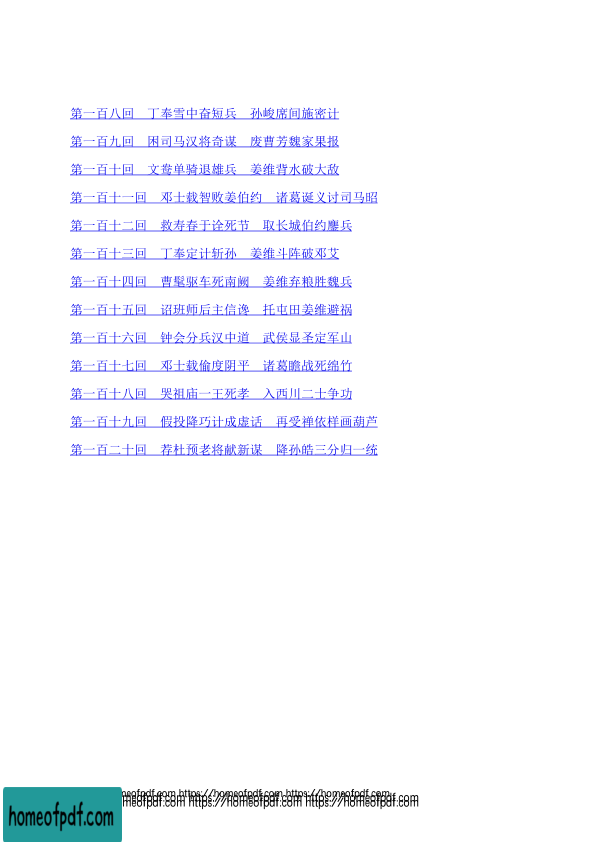 第一百八回　丁奉雪中奋短兵　孙峻席间施密计
第一百九回　困司马汉将奇谋　废曹芳魏家果报
第一百十回　文鸯单骑退雄兵　姜维背水破大敌
第一百十一回　邓士载智败姜伯约　诸葛诞义讨司马昭
第一百十二回　救寿春于诠死节　取长城伯约鏖兵
第一百十三回　丁奉定计斩孙　姜维斗阵破邓艾
第一百十四回　曹髦驱车死南阙　姜维弃粮胜魏兵
第一百十五回　诏班师后主信谗　托屯田姜维避祸
第一百十六回　钟会分兵汉中道　武侯显圣定军山
第一百十七回　邓士载偷度阴平　诸葛瞻战死绵竹
第一百十八回　哭祖庙一王死孝　入西川二士争功
第一百十九回　假投降巧计成虚话　再受禅依样画葫芦
第一百二十回　荐杜预老将献新谋　降孙皓三分归一统
homeofpdf.com https://homeofpdf.com https://homeofpdf.com
homeofpdf.com https://homeofpdf.com https://homeofpdf.com
homeofpdf.com